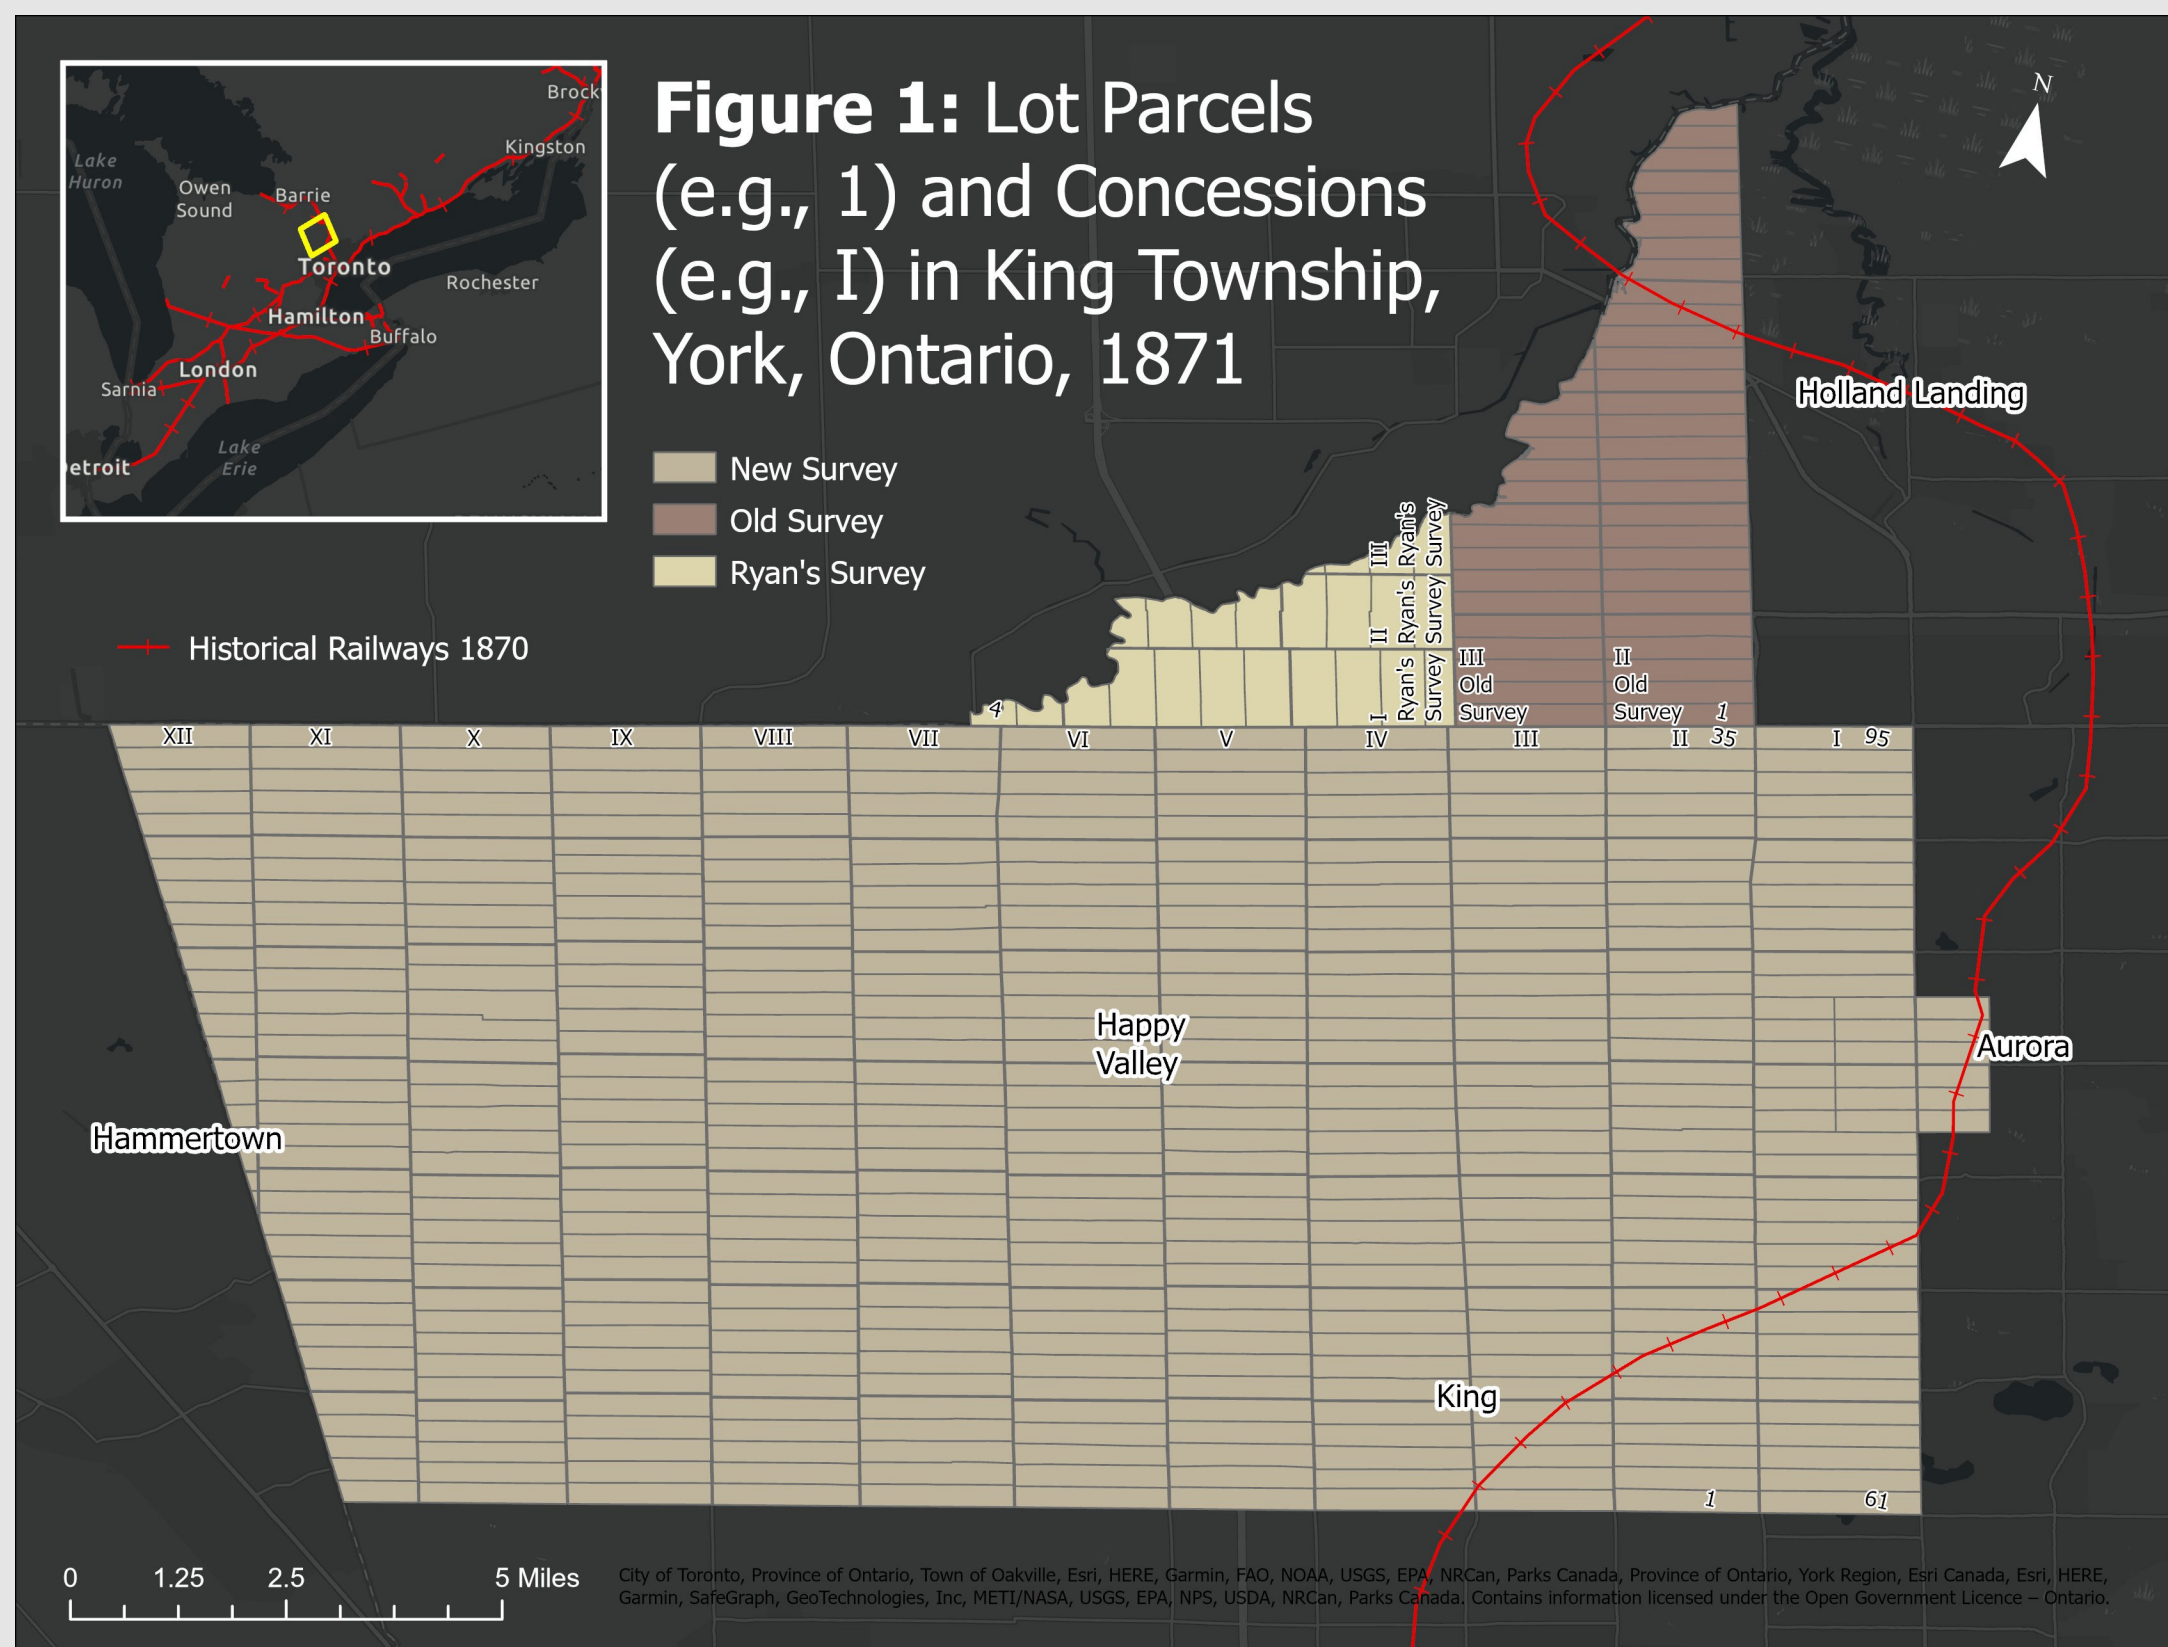 Figure 1: Lot Parcels
(e.g., 1) and Concessions
(e.g., I) in King Township,
York, Ontario, 1871
N
Brock
Kingston
Lake
Huron
Owen
Sound
Barrie
Toronto
Rochester
Hamilton
Buffalo
London
Sarnia
Lake
Erie
etroit
New Survey
Old Survey
Ryan's Survey
Historical Railways 1870
Holland Landing
III Ryan's
Survey
II Ryan's
Survey
I Ryan's
Survey
III
Old
Survey
II
Old
Survey 1
4
XII XI X IX VIII VII VI V IV III II 35 I 95
Happy
Valley
Aurora
Hammertown
King
1 61
0 1.25 2.5 5 Miles
City of Toronto, Province of Ontario, Town of Oakville, Esri, HERE, Garmin, FAO, NOAA, USGS, EPA, NRCan, Parks Canada, Province of Ontario, York Region, Esri Canada, Esri, HERE,
Garmin, SafeGraph, GeoTechnologies, Inc, METI/NASA, USGS, EPA, NPS, USDA, NRCan, Parks Canada. Contains information licensed under the Open Government Licence – Ontario.